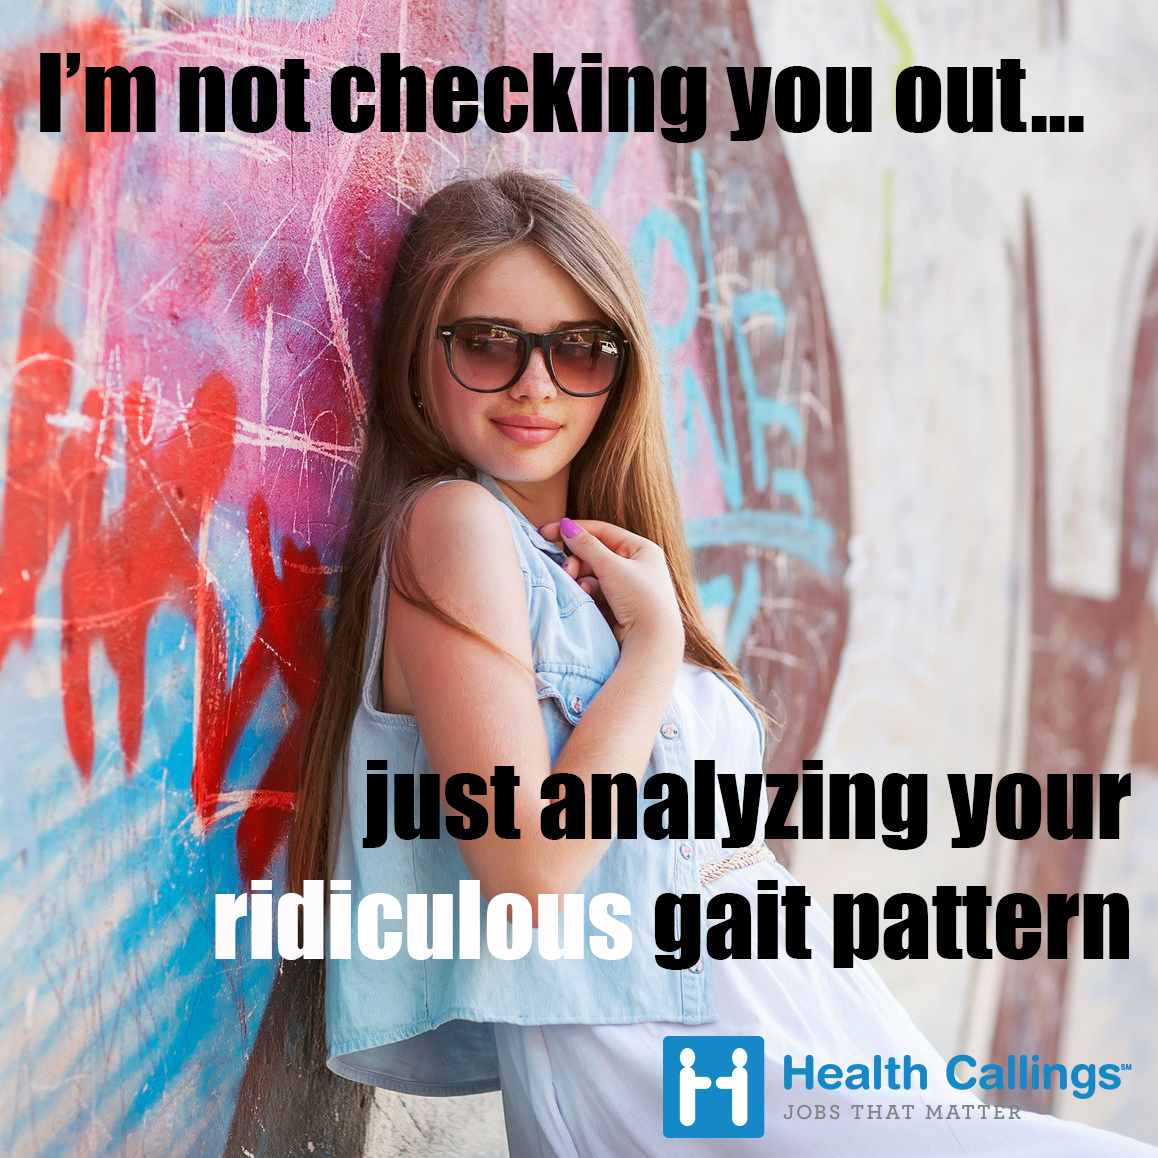 I’m not checking you out...
just analyzing your
ridiculous gait pattern
Health Callings℠
JOBS THAT MATTER